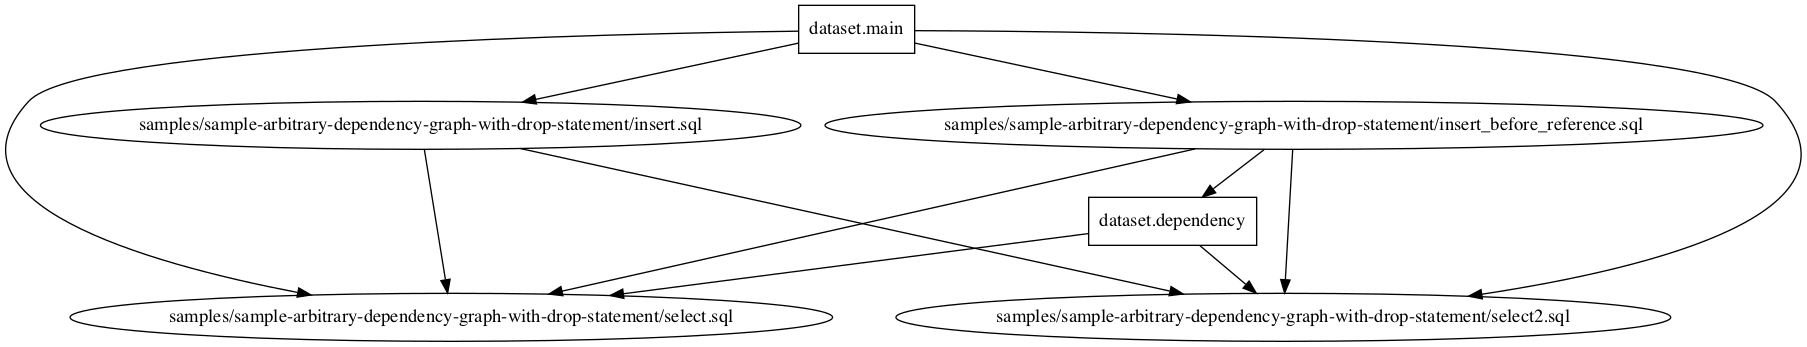 dataset.main
samples/sample-arbitrary-dependency-graph-with-drop-statement/insert.sql
samples/sample-arbitrary-dependency-graph-with-drop-statement/insert_before_reference.sql
dataset.dependency
samples/sample-arbitrary-dependency-graph-with-drop-statement/select.sql
samples/sample-arbitrary-dependency-graph-with-drop-statement/select2.sql